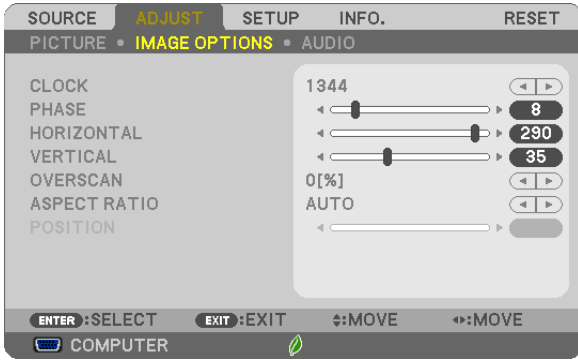 SOURCE ADJUST SETUP INFO. RESET
PICTURE • IMAGE OPTIONS • AUDIO
CLOCK 1344
PHASE 8
HORIZONTAL 290
VERTICAL 35
OVERSCAN 0[%]
ASPECT RATIO AUTO
POSITION
ENTER :SELECT EXIT :EXIT :MOVE :MOVE
COMPUTER